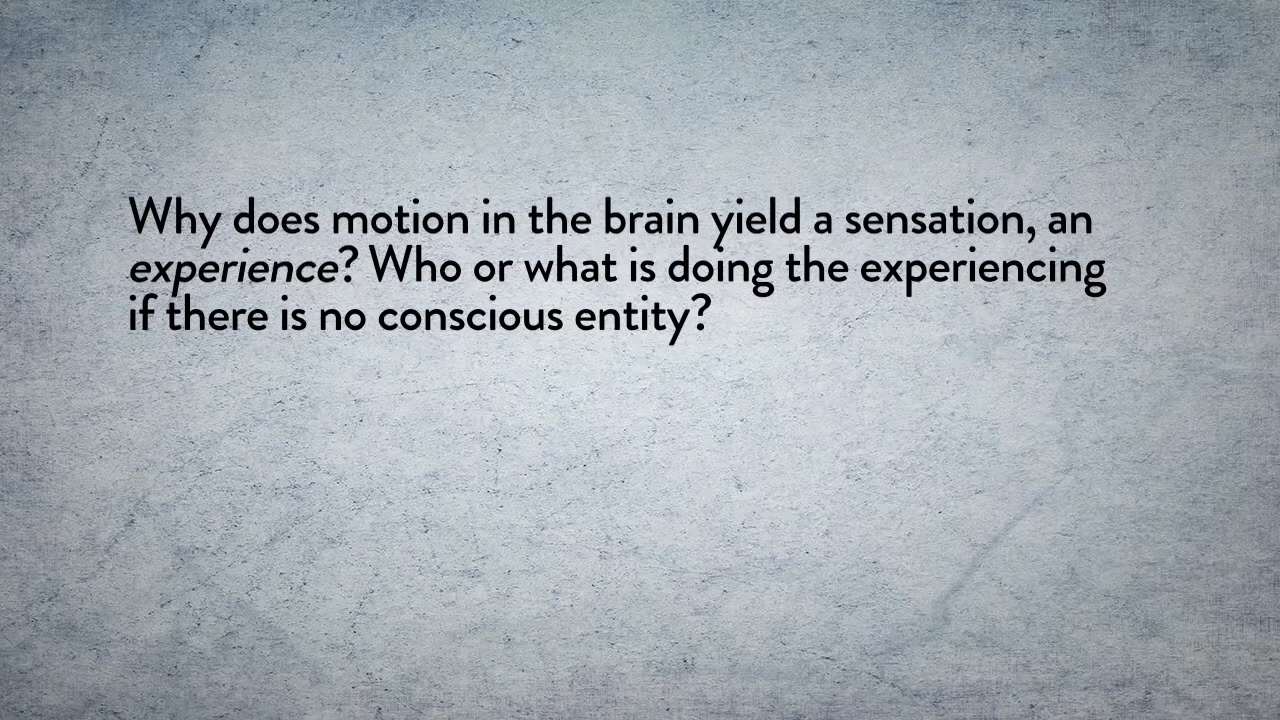 Why does motion in the brain yield a sensation, an
experience? Who or what is doing the experiencing
if there is no conscious entity?